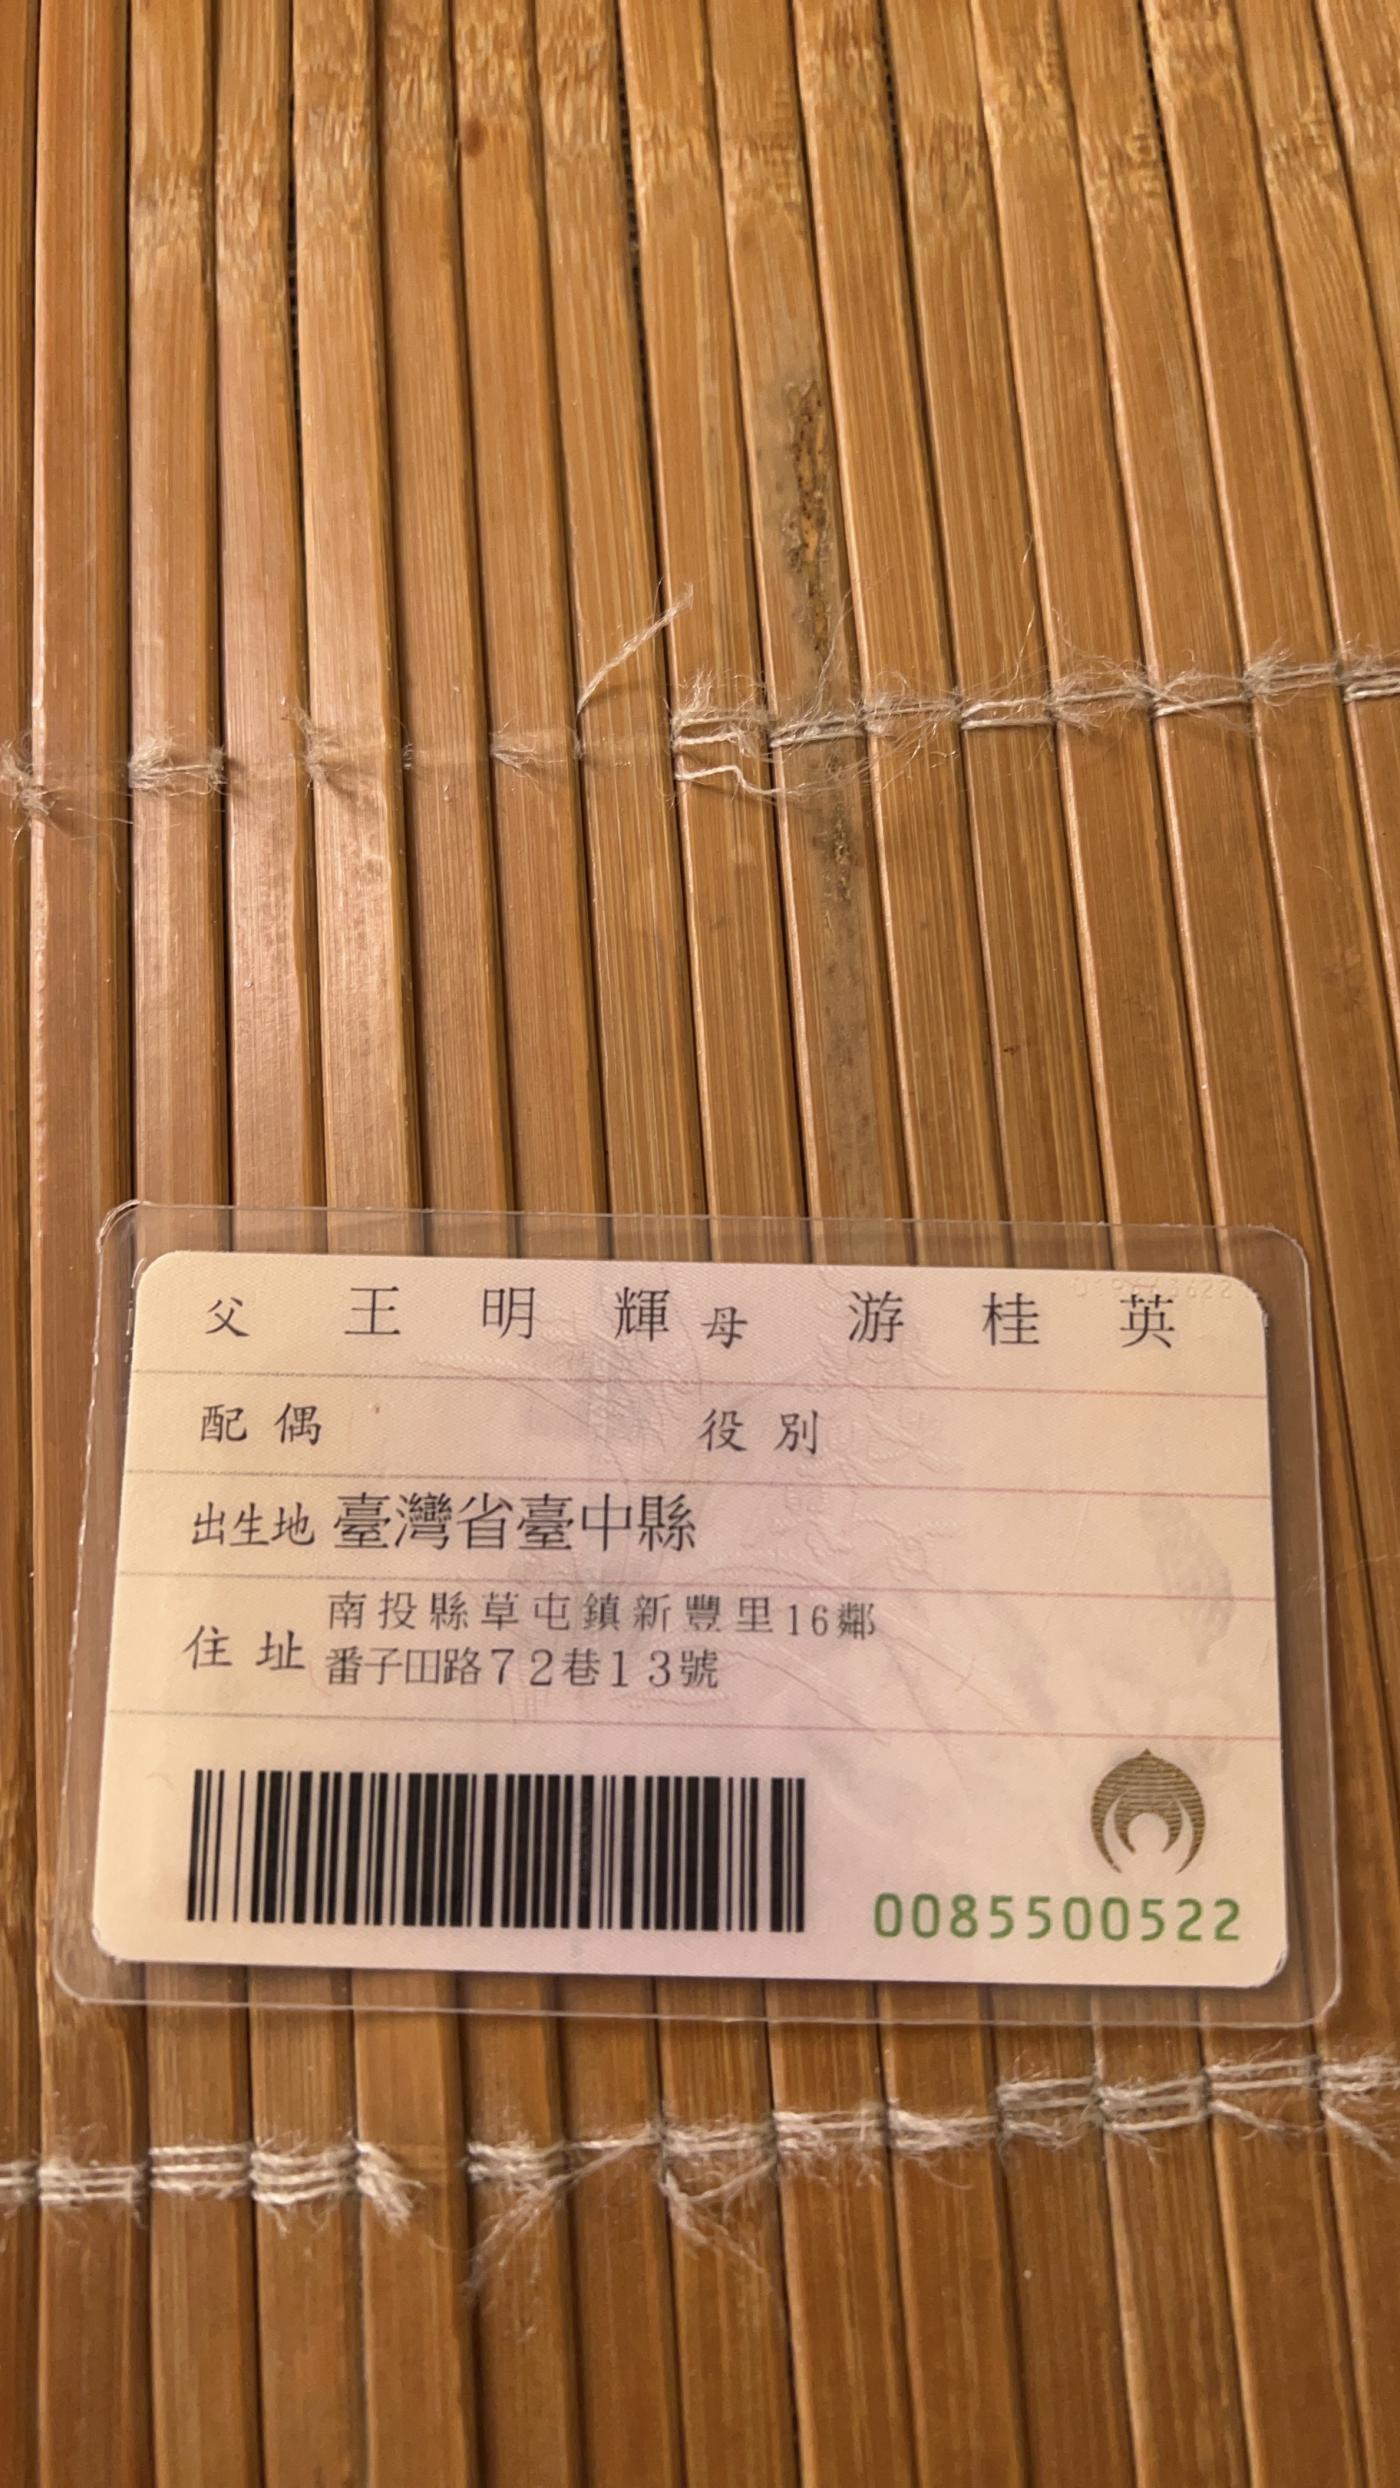 父 王明輝 母 游桂英
配偶 役別
出生地 臺灣省臺中縣
住址 南投縣草屯鎮新豐里16鄰
番子田路72巷13號
0085500522